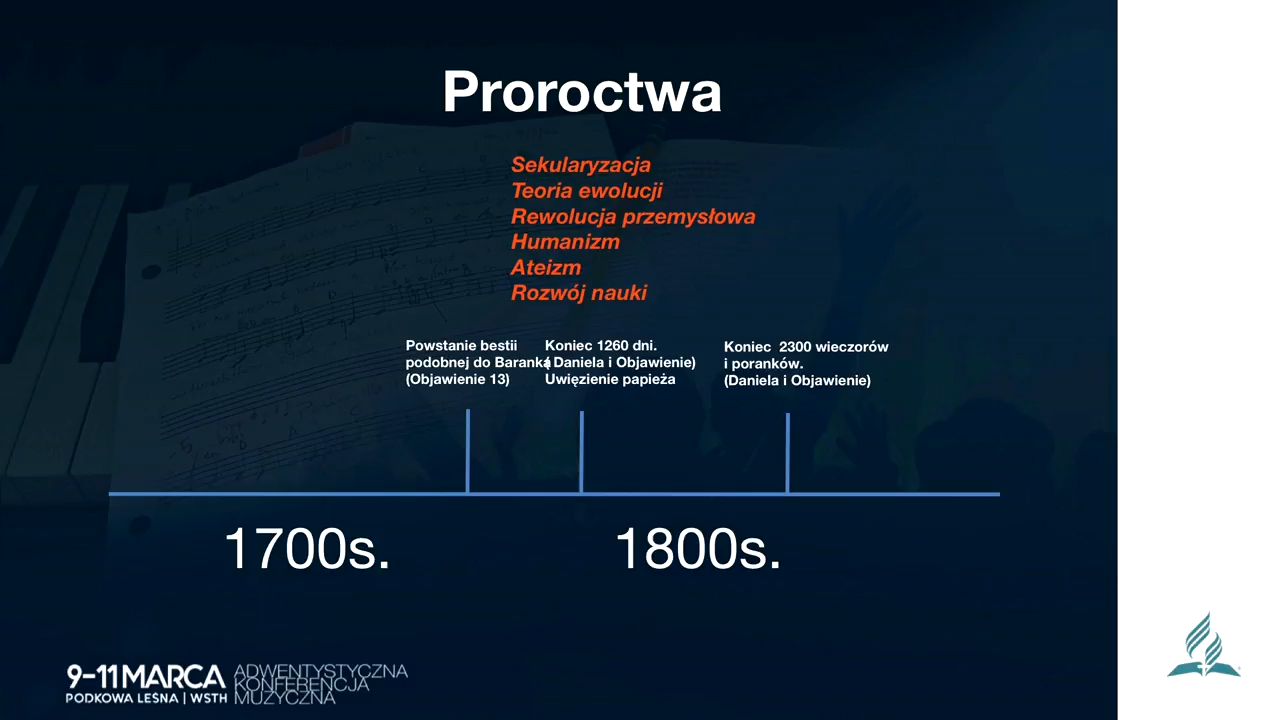 Proroctwa
Sekularyzacja
Teoria ewolucji
Rewolucja przemysłowa
Humanizm
Ateizm
Rozwój nauki
Powstanie bestii
podobnej do Baranka
(Objawienie 13)
Koniec 1260 dni.
( Daniela i Objawienie)
Uwięzienie papieża
Koniec  2300 wieczorów
i poranków.
(Daniela i Objawienie)
1700s.
1800s.
9-11 MARCA
PODKOWA LEŚNA | WSTH
ADWENTYSTYCZNA
KONFERENCJA
MUZYCZNA